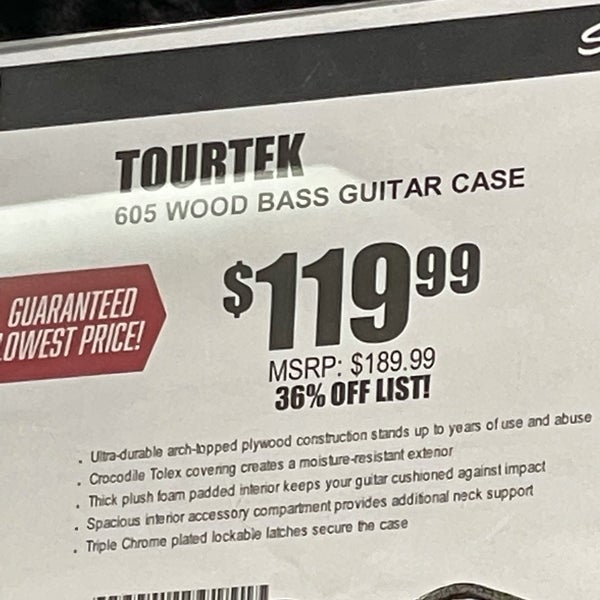 TOURTEK
605 WOOD BASS GUITAR CASE
$119.99
GUARANTEED
LOWEST PRICE!
MSRP: $189.99
36% OFF LIST!
. Ultra-durable arch-topped plywood construction stands up to years of use and abuse
. Crocodile Tolex covering creates a moisture-resistant exterior
. Thick plush foam padded interior keeps your guitar cushioned against impact
. Spacious interior accessory compartment provides additional neck support
. Triple Chrome plated lockable latches secure the case